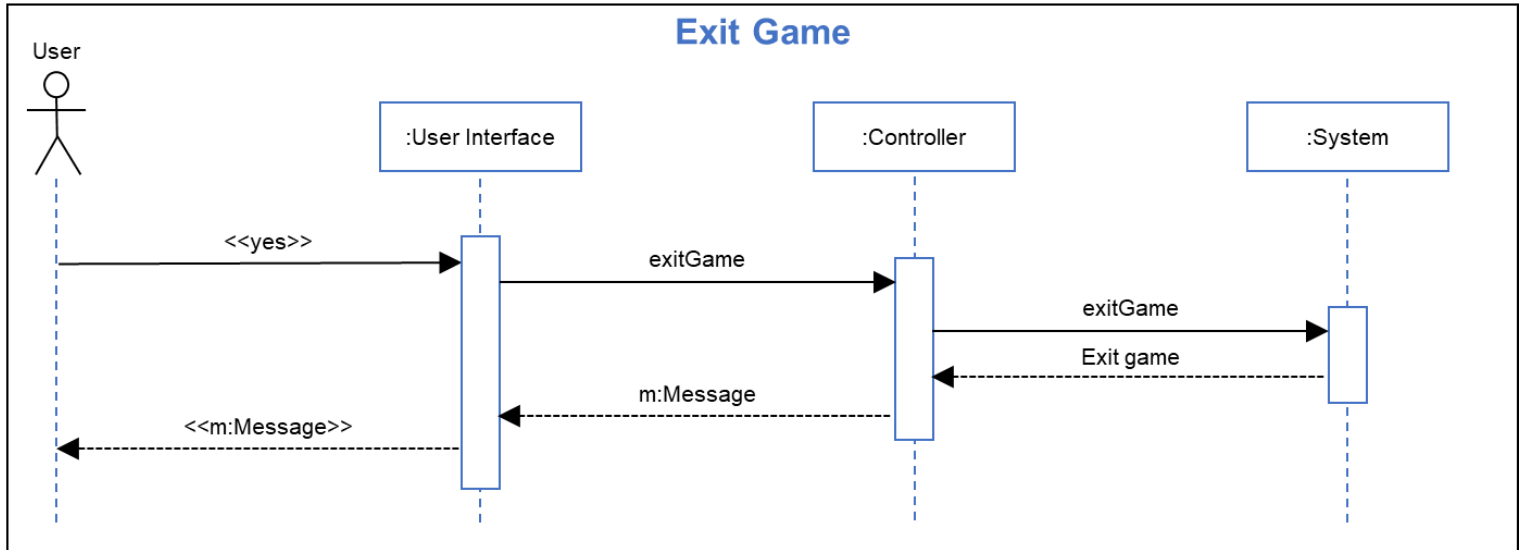 Exit Game
User
:User Interface
:Controller
:System
<<yes>>
exitGame
exitGame
Exit game
m:Message
<<m:Message>>